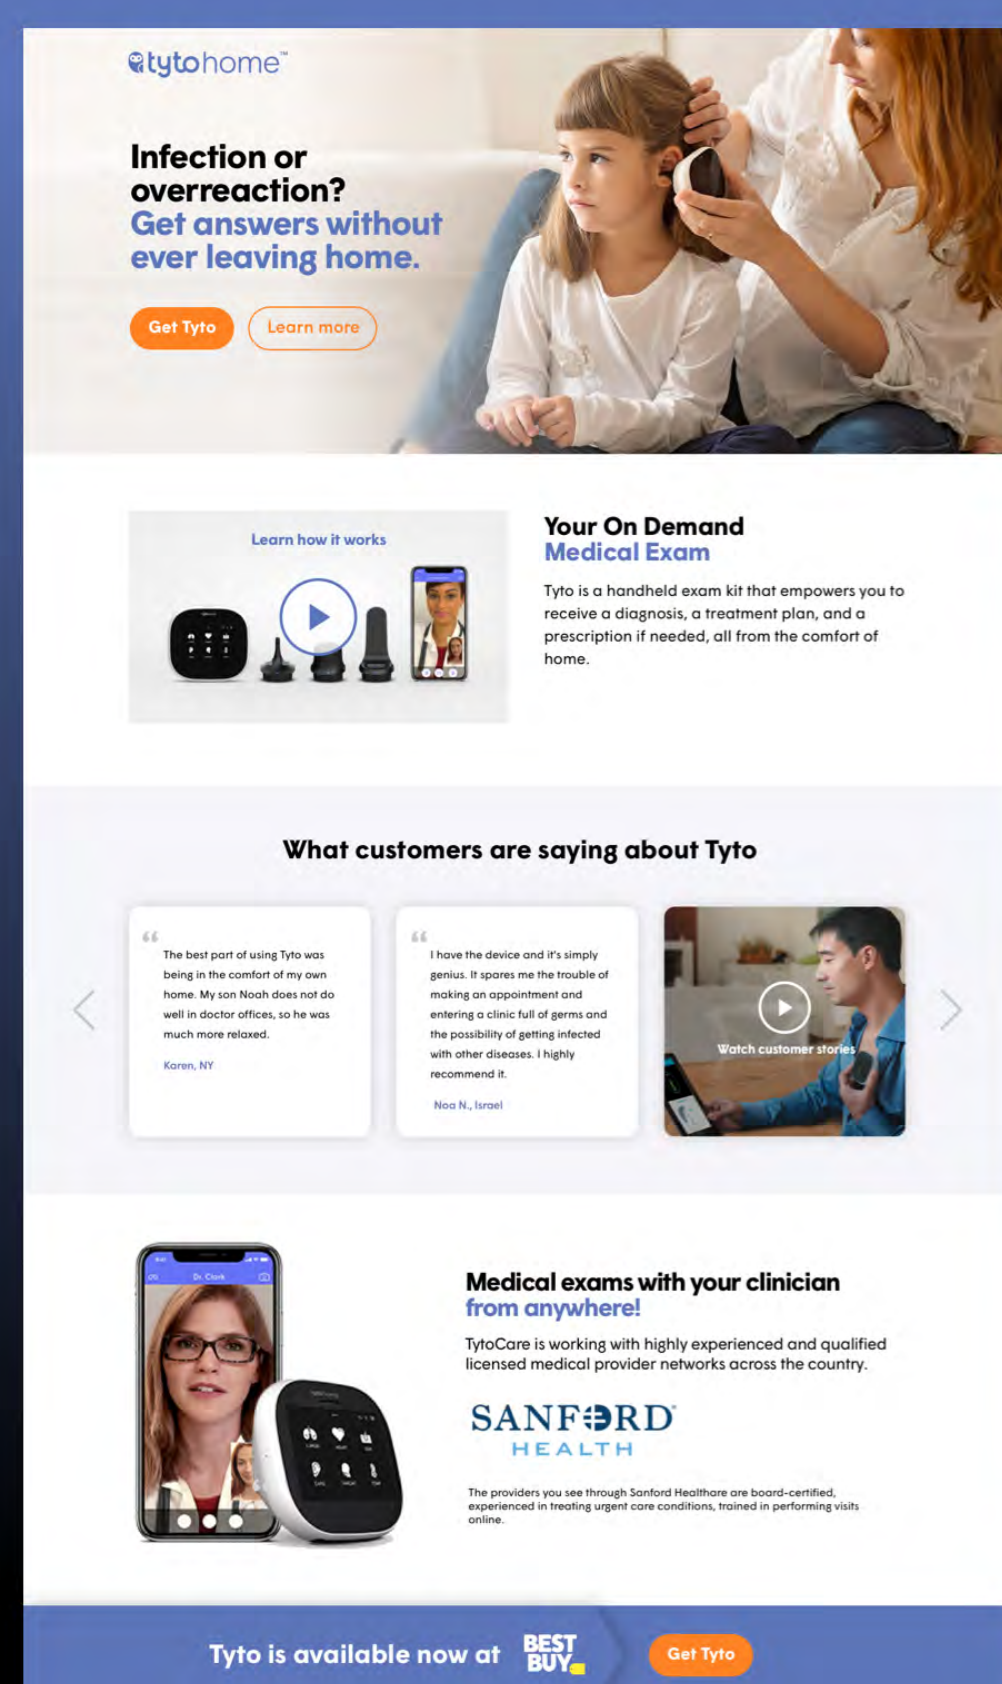 tytohome™
Infection or
overreaction?
Get answers without
ever leaving home.
Get Tyto
Learn more
Learn how it works
Your On Demand
Medical Exam
Tyto is a handheld exam kit that empowers you to
receive a diagnosis, a treatment plan, and a
prescription if needed, all from the comfort of
home.
What customers are saying about Tyto
“
The best part of using Tyto was
being in the comfort of my own
home. My son Noah does not do
well in doctor offices, so he was
much more relaxed.
Karen, NY
“
I have the device and it's simply
genius. It spares me the trouble of
making an appointment and
entering a clinic full of germs and
the possibility of getting infected
with other diseases. I highly
recommend it.
Noa N., Israel
Watch customer stories
Dr. Clark
LUNGS
HEART
THROAT
Medical exams with your clinician
from anywhere!
TytoCare is working with highly experienced and qualified
licensed medical provider networks across the country.
SANFORD
HEALTH
The providers you see through Sanford Healthare are board-certified,
experienced in treating urgent care conditions, trained in performing visits
online.
Tyto is available now at
BEST
BUY
Get Tyto